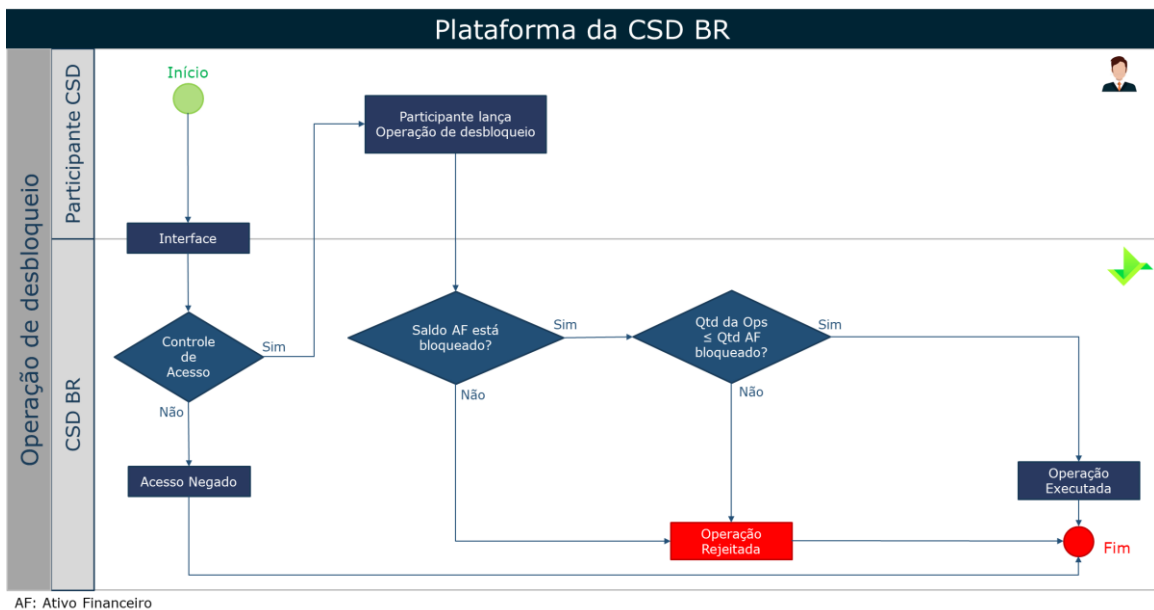 Plataforma da CSD BR
Operação de desbloqueio
Participante CSD
Início
Participante lança
Operação de desbloqueio
Interface
CSD BR
Controle
de
Acesso
Sim
Não
Saldo AF está
bloqueado?
Sim
Não
Qtd da Ops
≤ Qtd AF
bloqueado?
Sim
Não
Acesso Negado
Operação
Executada
Operação
Rejeitada
Fim
AF: Ativo Financeiro